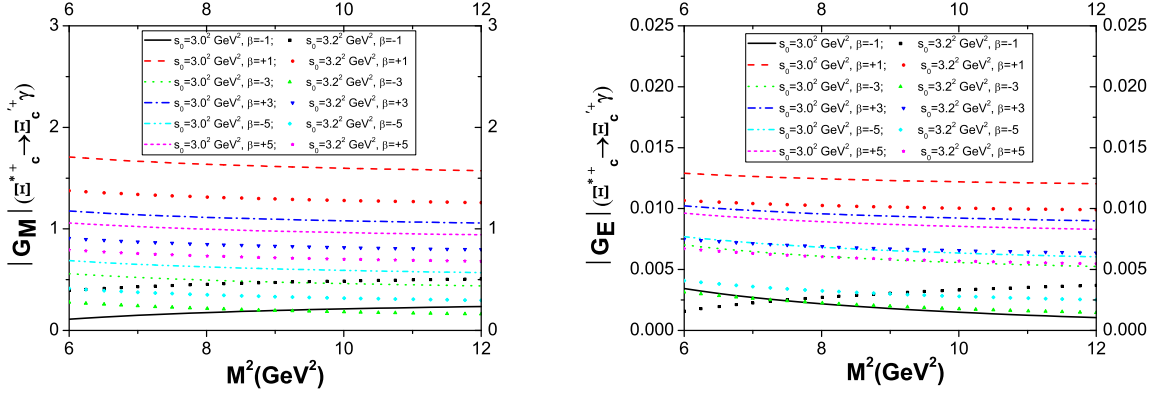 6 8 10 12
3 3
s₀=3.0² GeV², β=-1; s₀=3.2² GeV², β=-1
s₀=3.0² GeV², β=+1; s₀=3.2² GeV², β=+1
s₀=3.0² GeV², β=-3; s₀=3.2² GeV², β=-3
s₀=3.0² GeV², β=+3; s₀=3.2² GeV², β=+3
s₀=3.0² GeV², β=-5; s₀=3.2² GeV², β=-5
s₀=3.0² GeV², β=+5; s₀=3.2² GeV², β=+5
2 2
1 1
0 0
6 8 10 12
|G_M| (Ξ*⁺_c→Ξ'⁺_c γ)
M²(GeV²)
6 8 10 12
0.025 0.025
s₀=3.0² GeV², β=-1; s₀=3.2² GeV², β=-1
s₀=3.0² GeV², β=+1; s₀=3.2² GeV², β=+1
s₀=3.0² GeV², β=-3; s₀=3.2² GeV², β=-3
s₀=3.0² GeV², β=+3; s₀=3.2² GeV², β=+3
s₀=3.0² GeV², β=-5; s₀=3.2² GeV², β=-5
s₀=3.0² GeV², β=+5; s₀=3.2² GeV², β=+5
0.020 0.020
0.015 0.015
0.010 0.010
0.005 0.005
0.000 0.000
6 8 10 12
|G_E| (Ξ*⁺_c→Ξ'⁺_c γ)
M²(GeV²)